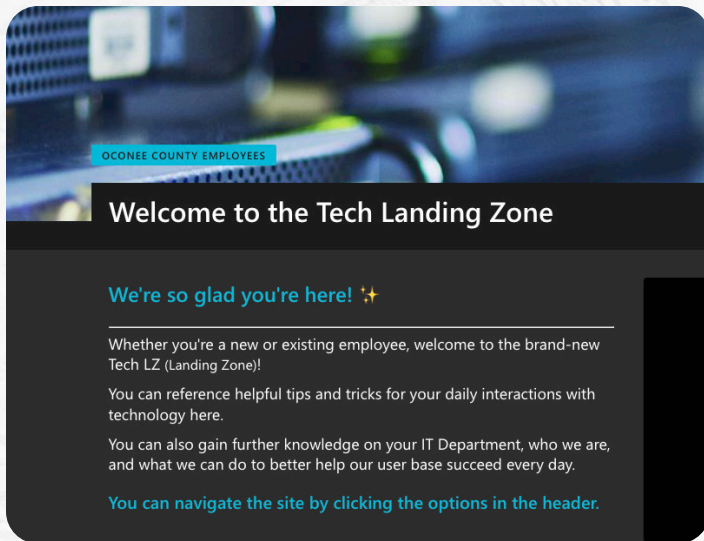 OCONEE COUNTY EMPLOYEES
Welcome to the Tech Landing Zone
We're so glad you're here! ✨
Whether you're a new or existing employee, welcome to the brand-new
Tech LZ (Landing Zone)!
You can reference helpful tips and tricks for your daily interactions with
technology here.
You can also gain further knowledge on your IT Department, who we are,
and what we can do to better help our user base succeed every day.
You can navigate the site by clicking the options in the header.